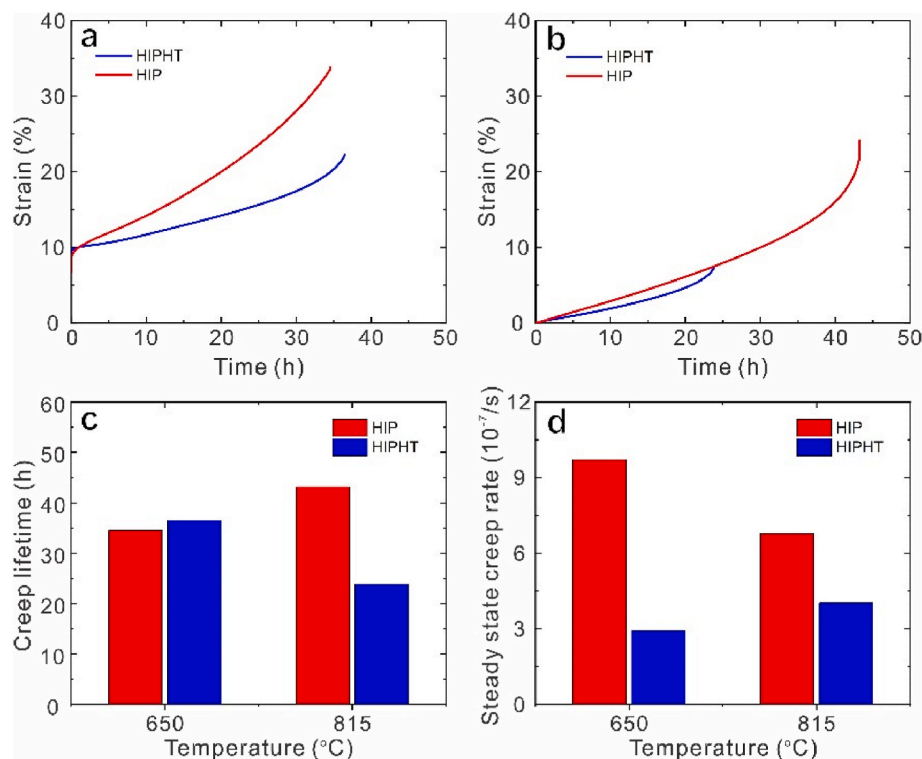 a
HIPHT
HIP
40
30
20
10
0
Strain (%)
0 10 20 30 40 50
Time (h)
b
HIPHT
HIP
40
30
20
10
0
Strain (%)
0 10 20 30 40 50
Time (h)
c
HIP
HIPHT
60
50
40
30
20
10
0
Creep lifetime (h)
650 815
Temperature (°C)
d
HIP
HIPHT
12
9
6
3
0
Steady state creep rate (10⁻⁷/s)
650 815
Temperature (°C)